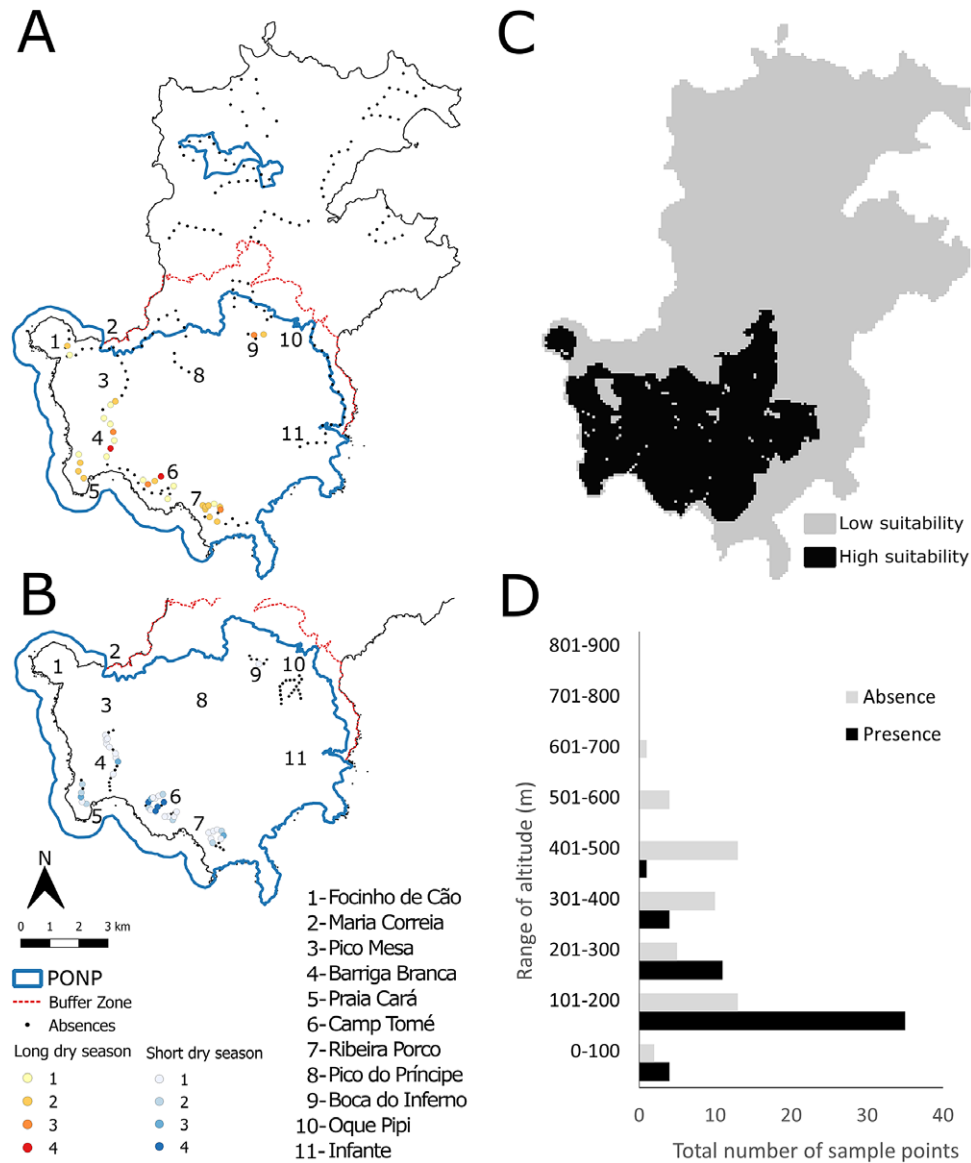 A
1
2
3
4
5
6
7
8
9
10
11
B
1
2
3
4
5
6
7
8
9
10
11
N
0 1 2 3 km
PONP
Buffer Zone
Absences
Long dry season
1
2
3
4
Short dry season
1
2
3
4
1- Focinho de Cão
2- Maria Correia
3- Pico Mesa
4- Barriga Branca
5- Praia Cará
6- Camp Tomé
7- Ribeira Porco
8- Pico do Príncipe
9- Boca do Inferno
10- Oque Pipi
11- Infante
C
Low suitability
High suitability
D
Range of altitude (m)
801-900
701-800
601-700
501-600
401-500
301-400
201-300
101-200
0-100
Absence
Presence
0 10 20 30 40
Total number of sample points